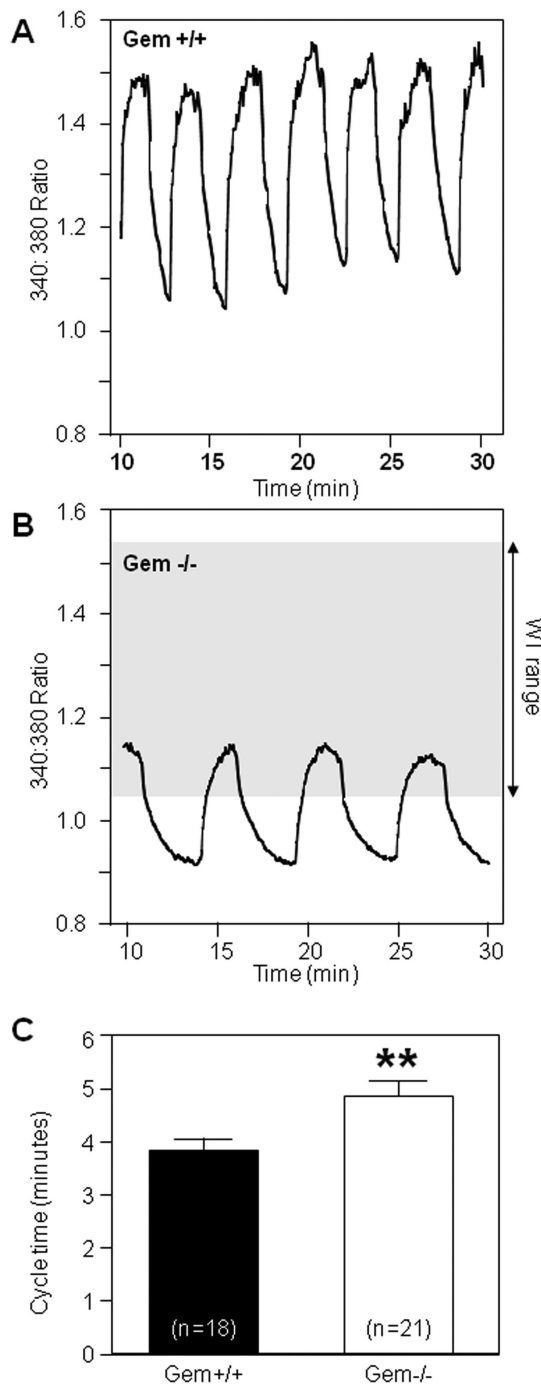 A
Gem +/+
340: 380 Ratio
1.6
1.4
1.2
1.0
0.8
10
15
20
25
30
Time (min)
B
Gem -/-
340:380 Ratio
1.6
1.4
1.2
1.0
0.8
WT range
10
15
20
25
30
Time (min)
C
Cycle time (minutes)
6
5
4
3
2
1
0
**
(n=18)
(n=21)
Gem+/+
Gem-/-